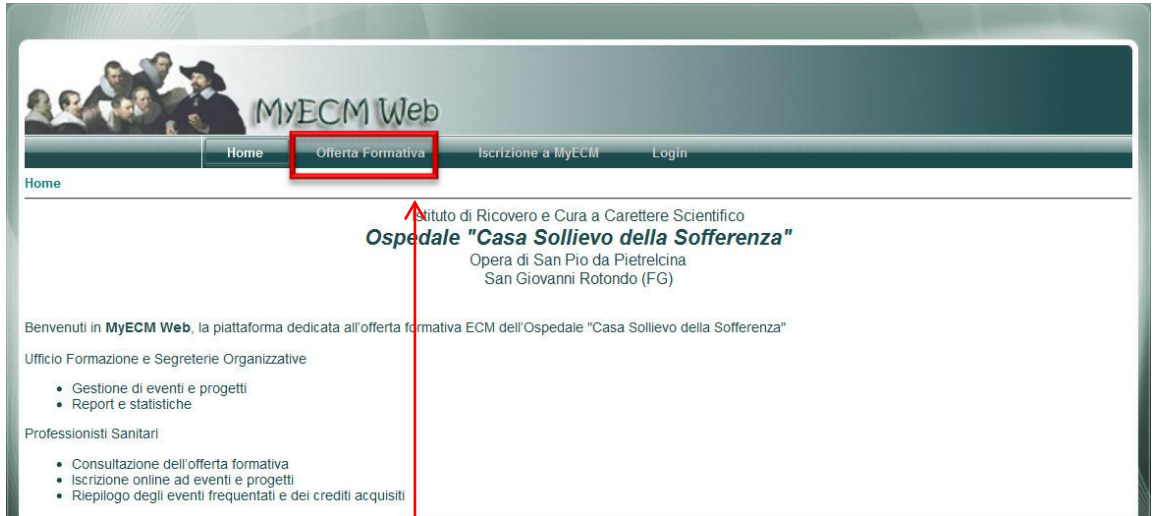 MyECM Web
Home Offerta Formativa Iscrizione a MyECM Login
Home
Istituto di Ricovero e Cura a Carettere Scientifico
Ospedale "Casa Sollievo della Sofferenza"
Opera di San Pio da Pietrelcina
San Giovanni Rotondo (FG)
Benvenuti in MyECM Web, la piattaforma dedicata all'offerta formativa ECM dell'Ospedale "Casa Sollievo della Sofferenza"
Ufficio Formazione e Segreterie Organizzative
• Gestione di eventi e progetti
• Report e statistiche
Professionisti Sanitari
• Consultazione dell'offerta formativa
• Iscrizione online ad eventi e progetti
• Riepilogo degli eventi frequentati e dei crediti acquisiti